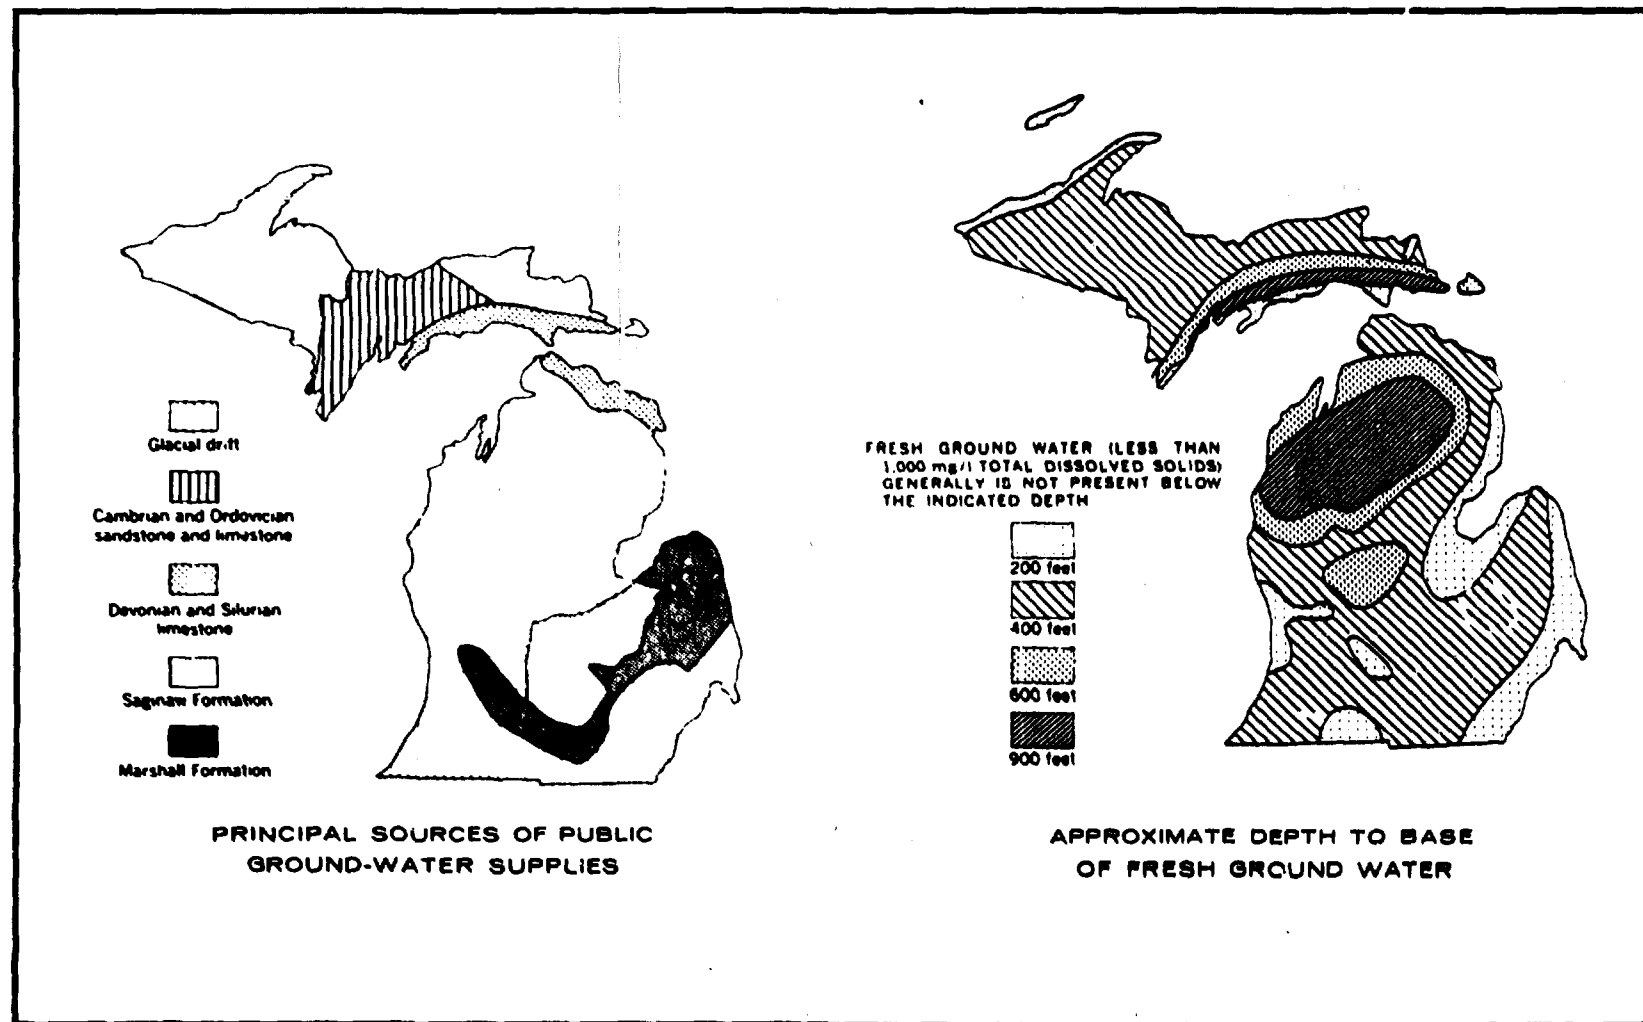 Glacial drift
Cambrian and Ordovician
sandstone and limestone
Devonian and Silurian
limestone
Saginaw Formation
Marshall Formation
PRINCIPAL SOURCES OF PUBLIC
GROUND-WATER SUPPLIES
FRESH GROUND WATER (LESS THAN
1,000 mg/l TOTAL DISSOLVED SOLIDS)
GENERALLY IS NOT PRESENT BELOW
THE INDICATED DEPTH
200 feet
400 feet
600 feet
900 feet
APPROXIMATE DEPTH TO BASE
OF FRESH GROUND WATER